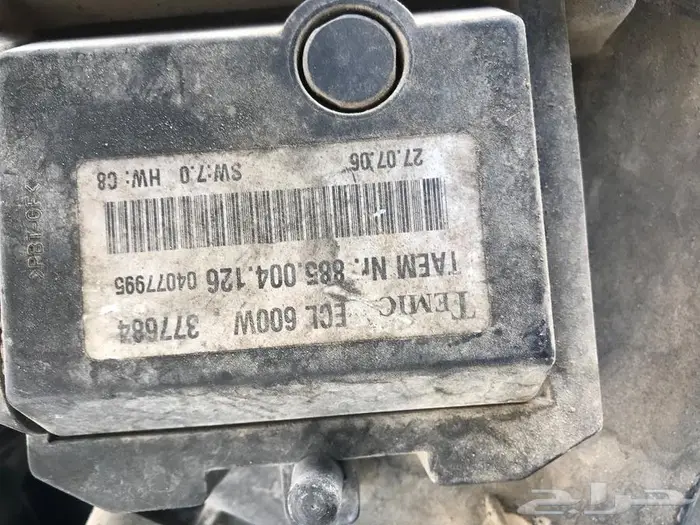 TEMIC ECL 600W 377684
TAEM Nr. 885.004.126 04077995
27.07.06 SW:7.0 HW: C8
حراج